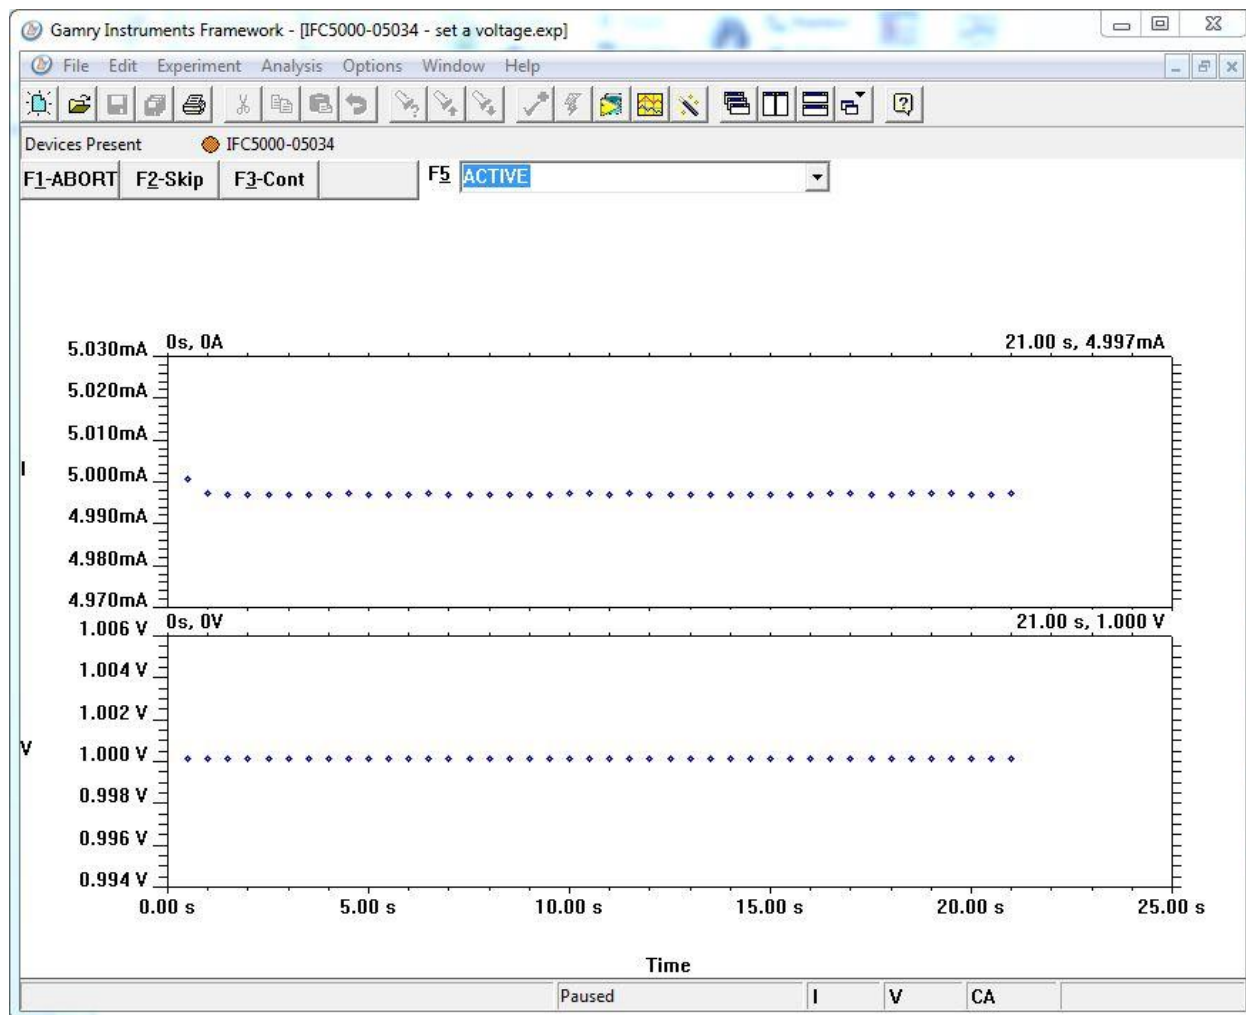 Gamry Instruments Framework - [IFC5000-05034 - set a voltage.exp]
File Edit Experiment Analysis Options Window Help
Devices Present IFC5000-05034
F1-ABORT F2-Skip F3-Cont F5 ACTIVE
0s, 0A 21.00 s, 4.997mA
5.030mA
5.020mA
5.010mA
I
5.000mA
4.990mA
4.980mA
4.970mA
0s, 0V 21.00 s, 1.000 V
1.006 V
1.004 V
1.002 V
V
1.000 V
0.998 V
0.996 V
0.994 V
0.00 s 5.00 s 10.00 s 15.00 s 20.00 s 25.00 s
Time
Paused I V CA